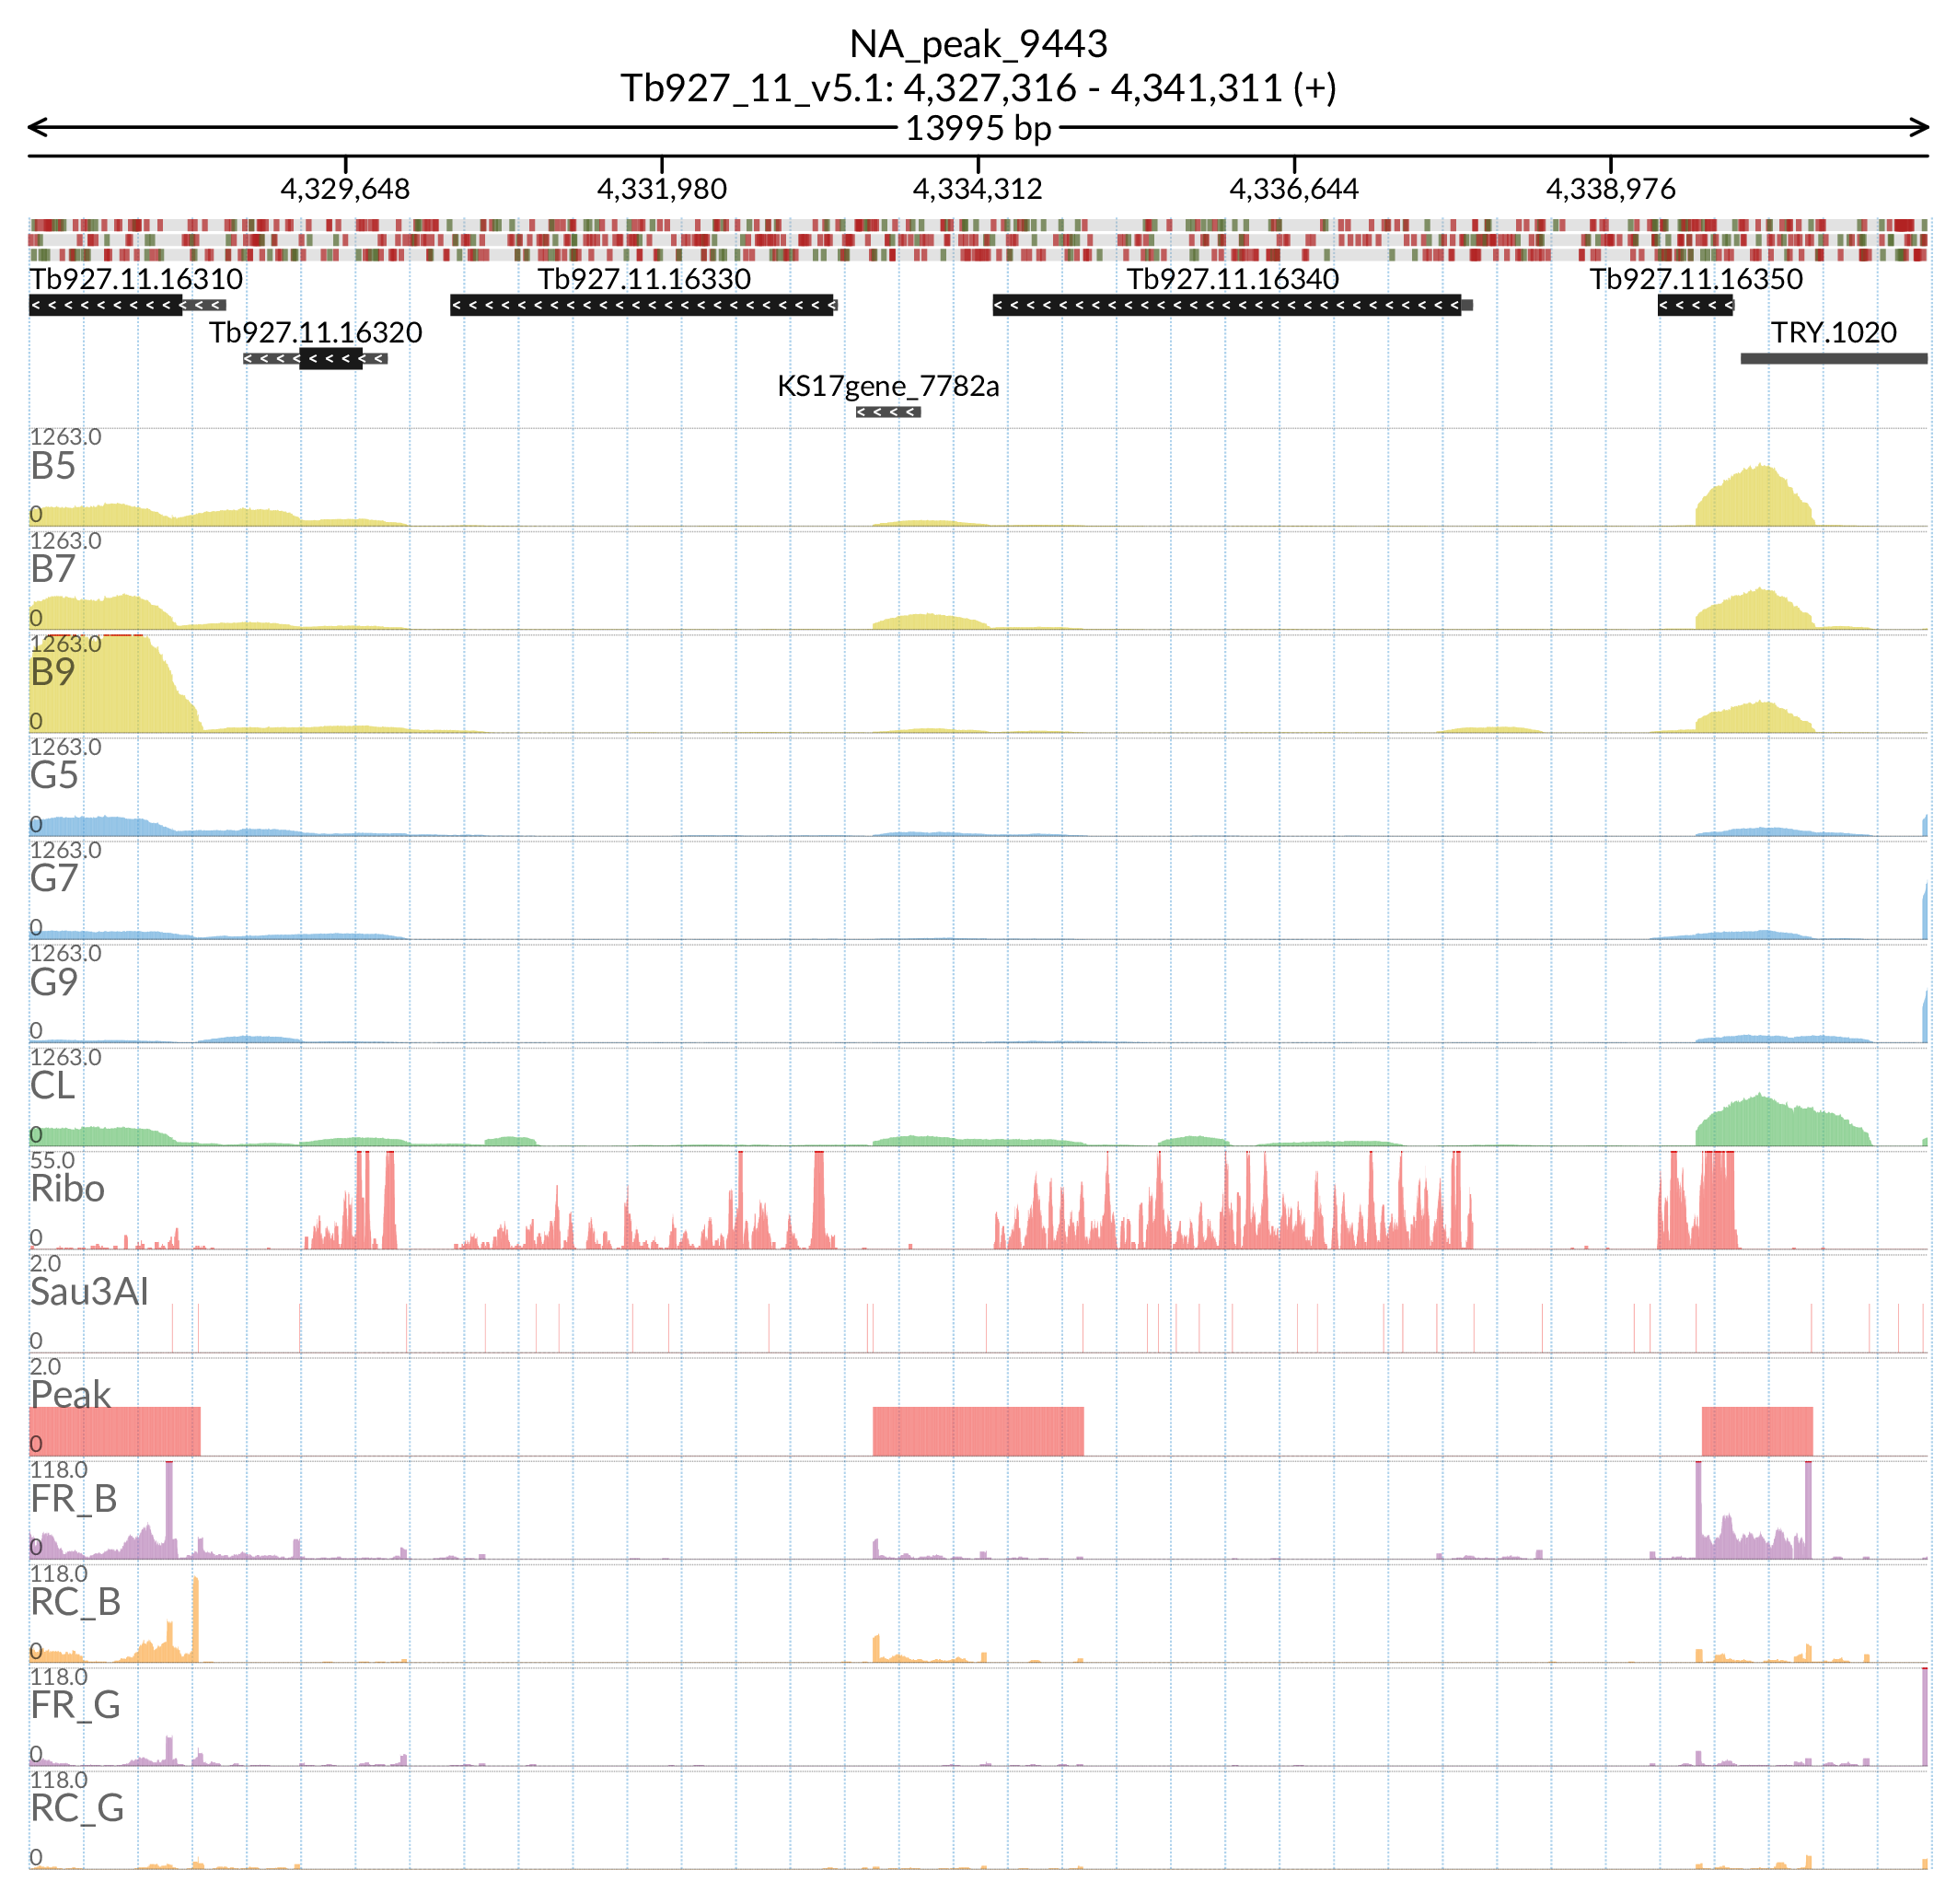 NA_peak_9443
Tb927_11_v5.1: 4,327,316 - 4,341,311 (+)
13995 bp
4,329,648 4,331,980 4,334,312 4,336,644 4,338,976
Tb927.11.16310 Tb927.11.16330 Tb927.11.16340 Tb927.11.16350
Tb927.11.16320 TRY.1020
KS17gene_7782a
1263.0
B5
0
1263.0
B7
0
1263.0
B9
0
1263.0
G5
0
1263.0
G7
0
1263.0
G9
0
1263.0
CL
0
55.0
Ribo
0
2.0
Sau3AI
0
2.0
Peak
0
118.0
FR_B
0
118.0
RC_B
0
118.0
FR_G
0
118.0
RC_G
0